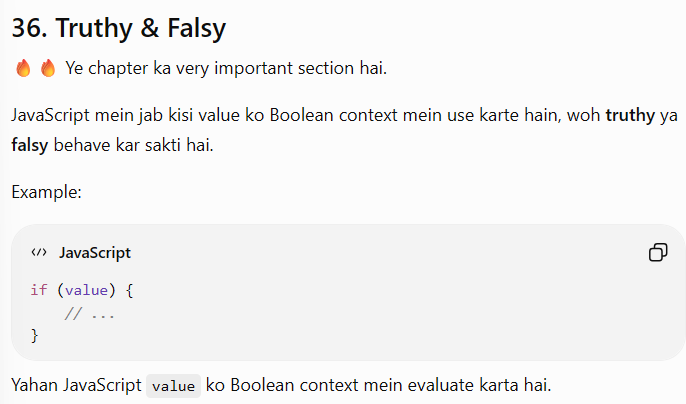 36. Truthy & Falsy
🔥 🔥 Ye chapter ka very important section hai.
JavaScript mein jab kisi value ko Boolean context mein use karte hain, woh truthy ya
falsy behave kar sakti hai.
Example:
</> JavaScript
if (value) {
    // ...
}
Yahan JavaScript value ko Boolean context mein evaluate karta hai.